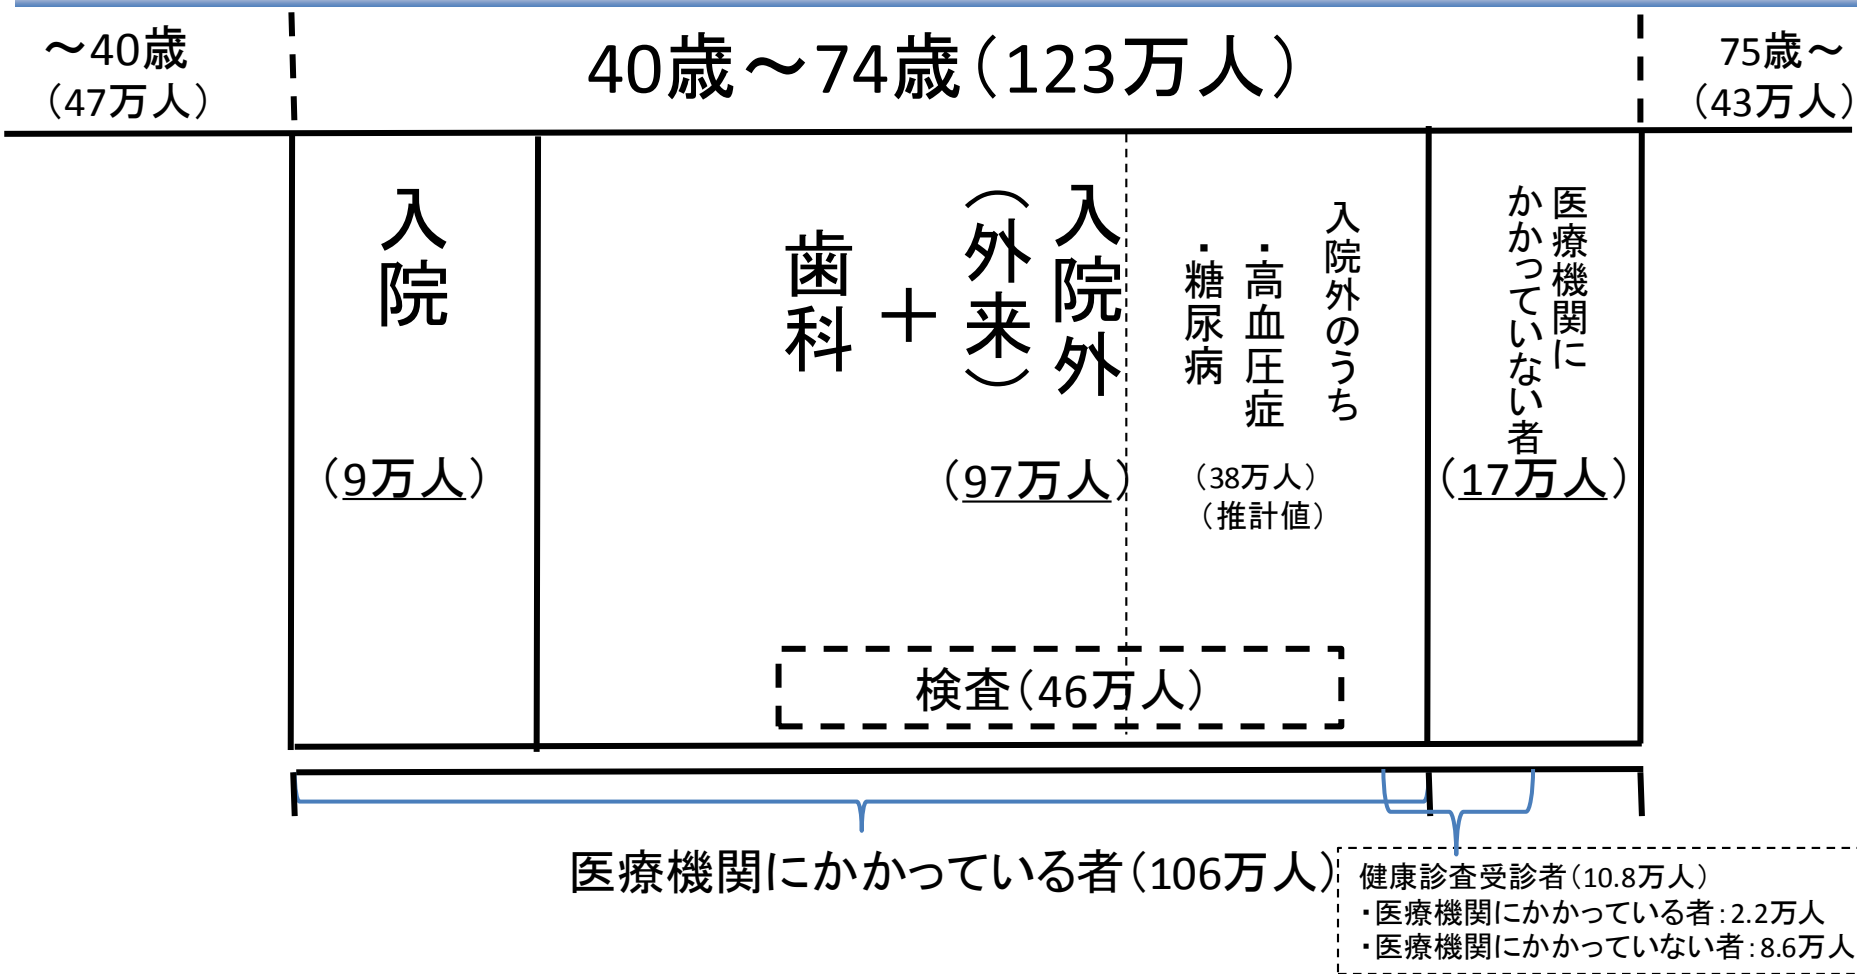 ～40歳
（47万人）
40歳～74歳（123万人）
75歳～
（43万人）
入院
（9万人）
入院外
（外来）
＋
歯科
（97万人）
入院外のうち
・高血圧症
・糖尿病
（38万人）
（推計値）
医療機関に
かかっていない者
（17万人）
検査（46万人）
医療機関にかかっている者（106万人）
健康診査受診者（10.8万人）
・医療機関にかかっている者：2.2万人
・医療機関にかかっていない者：8.6万人